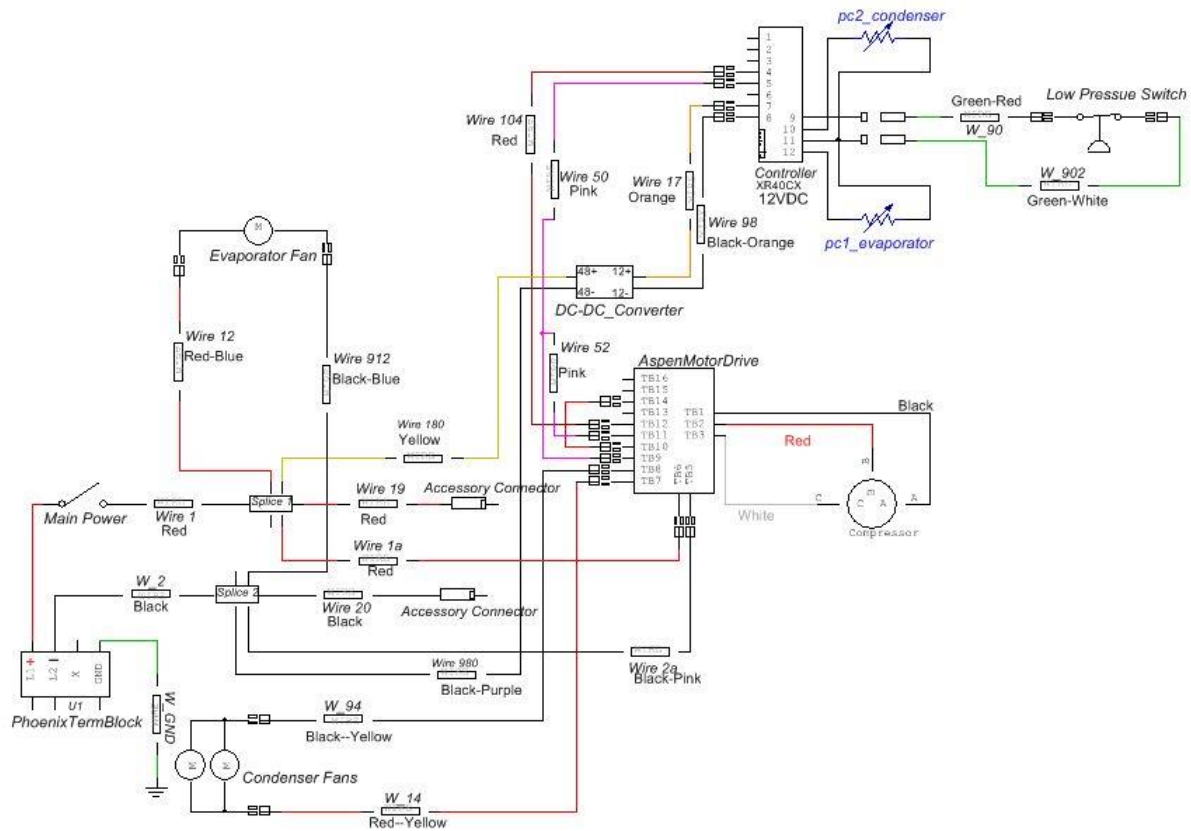 pc2_condenser
1
2
3
4
5
6
7
8
9
10
11
12
Controller
XR40CX
12VDC
Green-Red
W_90
Low Pressue Switch
W_902
Green-White
pc1_evaporator
Wire 104
Red
Wire 50
Pink
Wire 17
Orange
Wire 98
Black-Orange
M
Evaporator Fan
48+ 12+
48- 12-
DC-DC_Converter
Wire 12
Red-Blue
Wire 912
Black-Blue
Wire 52
Pink
AspenMotorDrive
TB16
TB15
TB14
TB13
TB12
TB11
TB10
TB9
TB8
TB7
TB1
TB2
TB3
TB6
TB5
Black
Red
White
B
C
A
B
C
A
Compressor
Wire 180
Yellow
Main Power
Wire 1
Red
Splice 1
Wire 19
Red
Accessory Connector
Wire 1a
Red
W_2
Black
Splice 2
Wire 20
Black
Accessory Connector
Wire 980
Black-Purple
Wire 2a
Black-Pink
L1 +
L2 -
X
GND
U1
PhoenixTermBlock
W_GND
W_94
Black--Yellow
M
M
Condenser Fans
W_14
Red--Yellow